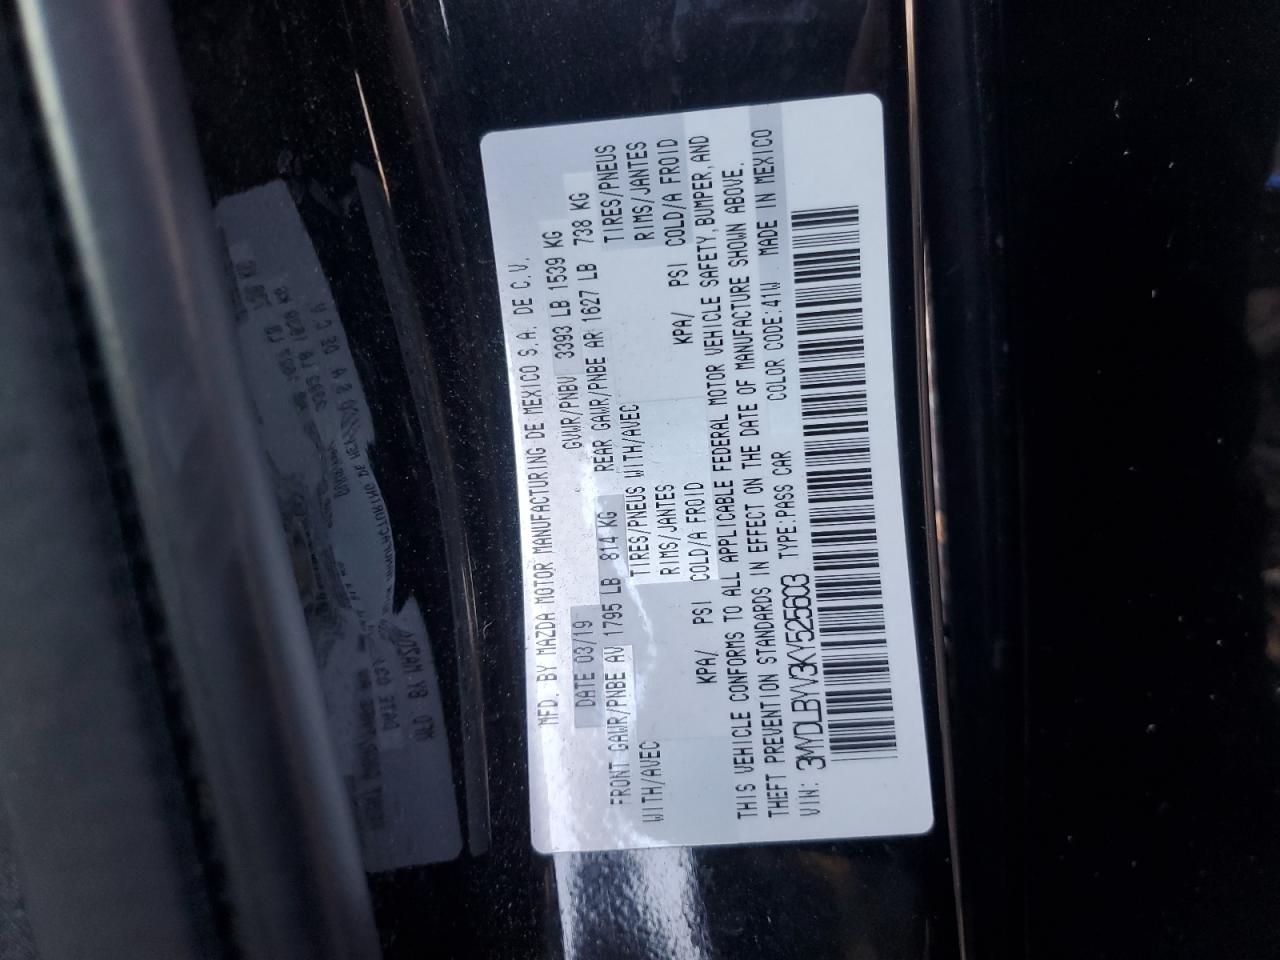 MFD. BY MAZDA MOTOR MANUFACTURING DE MEXICO S.A. DE C.V.
DATE 03/19 GVWR/PNBV 3393 LB 1539 KG
FRONT GAWR/PNBE AV 1795 LB 814 KG REAR GAWR/PNBE AR 1627 LB 738 KG
WITH/AVEC TIRES/PNEUS WITH/AVEC TIRES/PNEUS
RIMS/JANTES RIMS/JANTES
KPA/ PSI COLD/A FROID KPA/ PSI COLD/A FROID
THIS VEHICLE CONFORMS TO ALL APPLICABLE FEDERAL MOTOR VEHICLE SAFETY,BUMPER,AND
THEFT PREVENTION STANDARDS IN EFFECT ON THE DATE OF MANUFACTURE SHOWN ABOVE.
VIN: 3MYDLBYV3KY525603 TYPE:PASS CAR COLOR CODE:41W MADE IN MEXICO